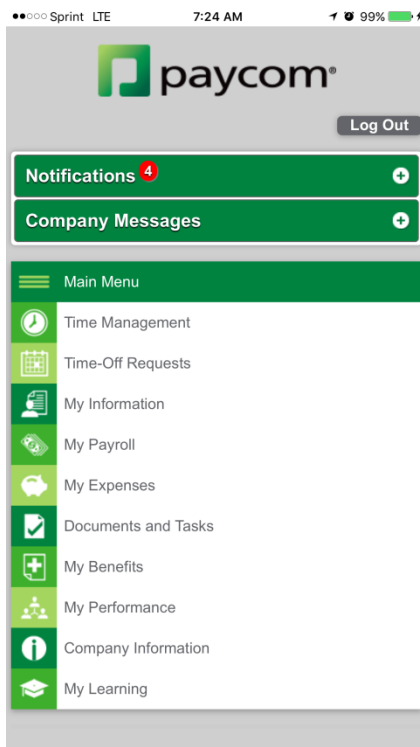 Sprint LTE 7:24 AM 99%
paycom®
Log Out
Notifications 4
Company Messages
Main Menu
Time Management
Time-Off Requests
My Information
My Payroll
My Expenses
Documents and Tasks
My Benefits
My Performance
Company Information
My Learning